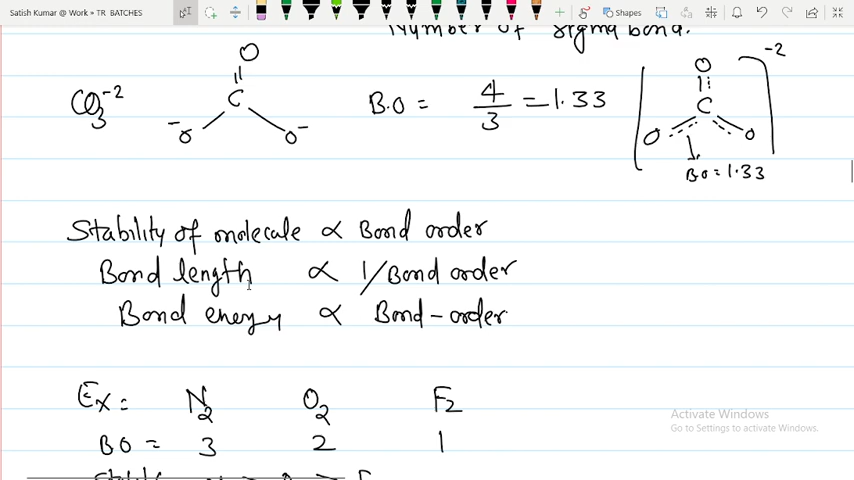 Satish Kumar @ Work » TR BATCHES
Shapes
Number of sigma bond.
CO3-2
O
C
-O O-
B.O = 4/3 = 1.33
-2
O
C
O O
BO = 1.33
Stability of molecule ∝ Bond order
Bond length ∝ 1/Bond order
Bond energy ∝ Bond-order
Ex = N2 O2 F2
BO = 3 2 1
Activate Windows
Go to Settings to activate Windows.